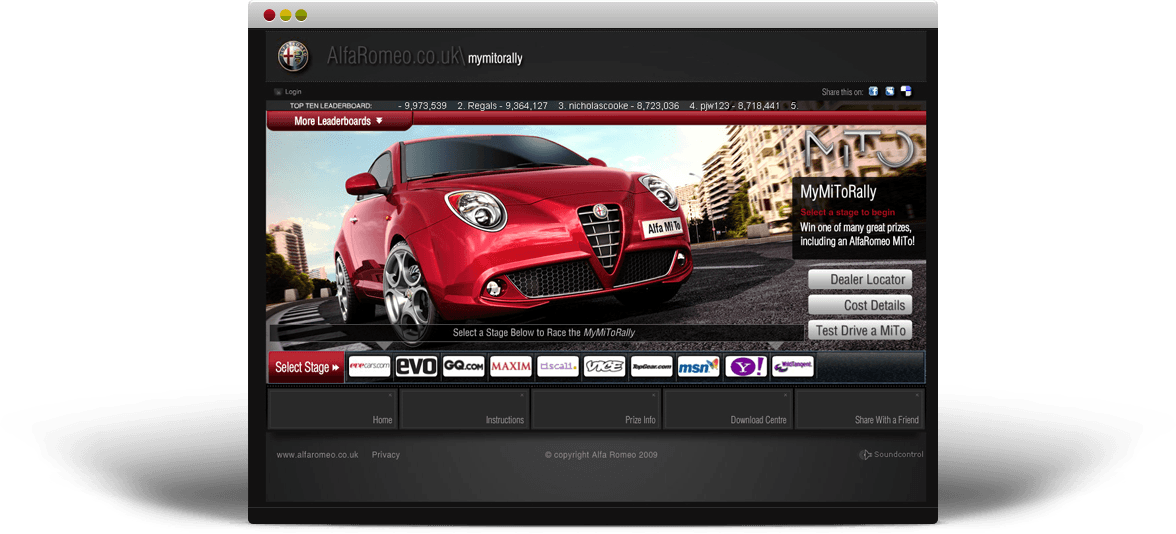 AlfaRomeo.co.uk\ mymitorally
Login
Share this on:
TOP TEN LEADERBOARD: - 9,973,539 2. Regals - 9,364,127 3. nicholascooke - 8,723,036 4. pjw123 - 8,718,441 5.
More Leaderboards
MiTo
MyMiToRally
Select a stage to begin
Win one of many great prizes,
including an AlfaRomeo MiTo!
Alfa MiTo
Dealer Locator
Cost Details
Test Drive a MiTo
Select a Stage Below to Race the MyMiToRally
Select Stage
evecars.com evo GQ.COM MAXIM tiscali. VICE TopGear.com msn Y! WildTangent
Home Instructions Prize Info Download Centre Share With a Friend
www.alfaromeo.co.uk Privacy © copyright Alfa Romeo 2009 Soundcontrol